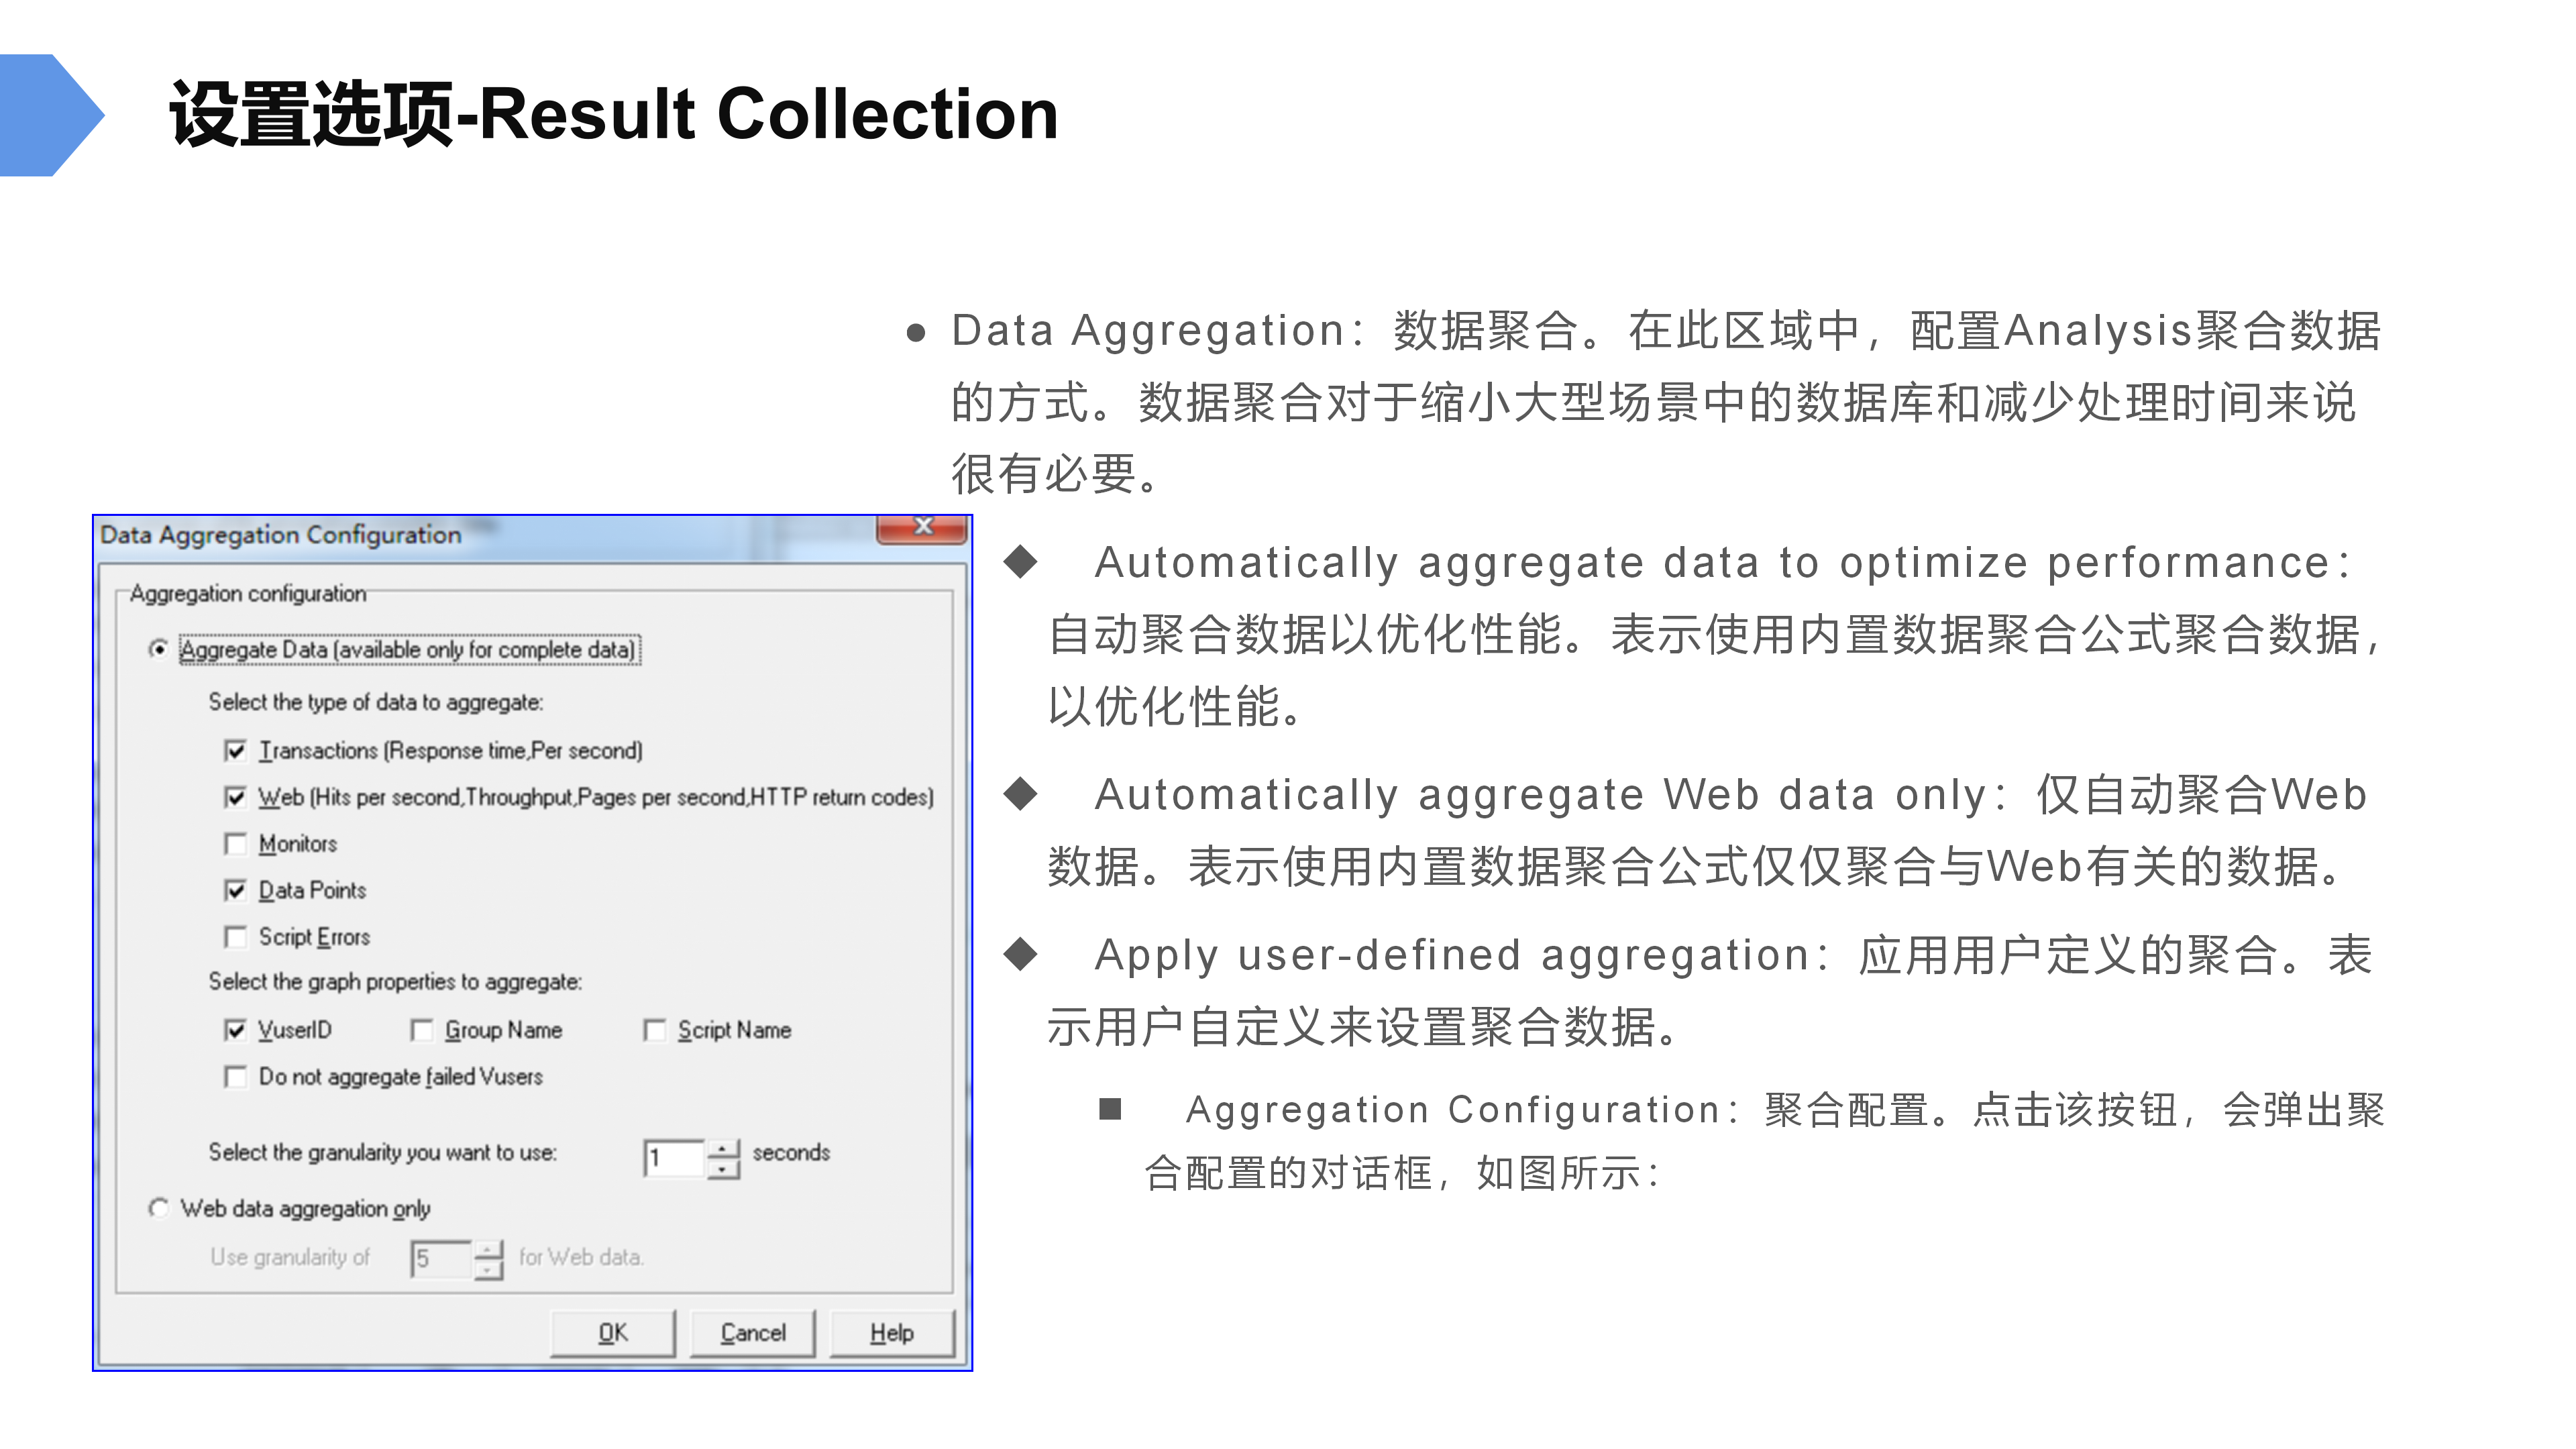 设置选项-Result Collection
● Data Aggregation：数据聚合。在此区域中，配置Analysis聚合数据
的方式。数据聚合对于缩小大型场景中的数据库和减少处理时间来说
很有必要。
◆ Automatically aggregate data to optimize performance：
自动聚合数据以优化性能。表示使用内置数据聚合公式聚合数据，
以优化性能。
◆ Automatically aggregate Web data only：仅自动聚合Web
数据。表示使用内置数据聚合公式仅仅聚合与Web有关的数据。
◆ Apply user-defined aggregation：应用用户定义的聚合。表
示用户自定义来设置聚合数据。
■ Aggregation Configuration：聚合配置。点击该按钮，会弹出聚
合配置的对话框，如图所示：
Data Aggregation Configuration
Aggregation configuration
Aggregate Data (available only for complete data)
Select the type of data to aggregate:
Transactions (Response time,Per second)
Web (Hits per second,Throughput,Pages per second,HTTP return codes)
Monitors
Data Points
Script Errors
Select the graph properties to aggregate:
VuserID Group Name Script Name
Do not aggregate failed Vusers
Select the granularity you want to use: 1 seconds
Web data aggregation only
Use granularity of 5 for Web data.
OK Cancel Help